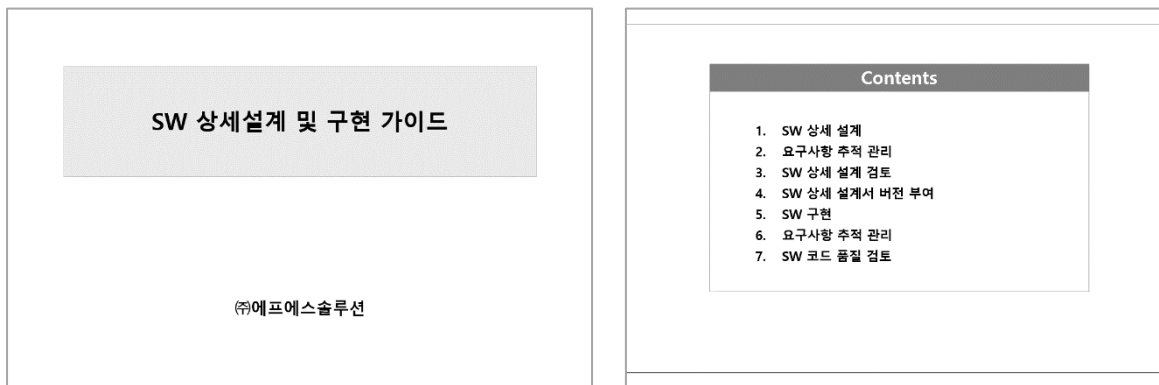 SW 상세설계 및 구현 가이드
㈜에프에스솔루션
Contents
1. SW 상세 설계
2. 요구사항 추적 관리
3. SW 상세 설계 검토
4. SW 상세 설계서 버전 부여
5. SW 구현
6. 요구사항 추적 관리
7. SW 코드 품질 검토